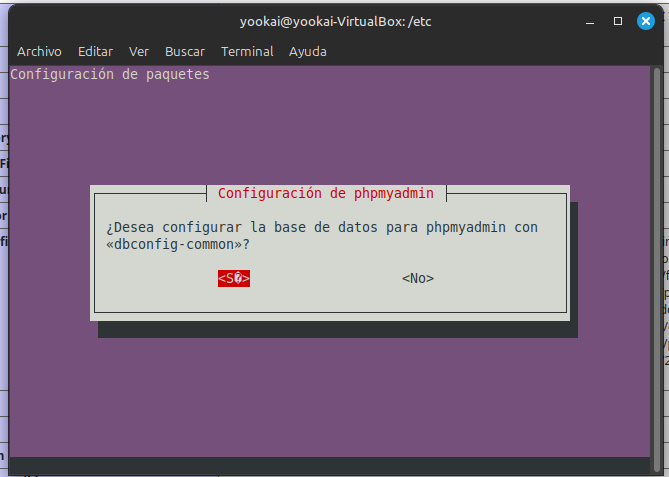 yookai@yookai-VirtualBox: /etc
Archivo Editar Ver Buscar Terminal Ayuda
Configuración de paquetes
Configuración de phpmyadmin
¿Desea configurar la base de datos para phpmyadmin con
«dbconfig-common»?
<S�> <No>